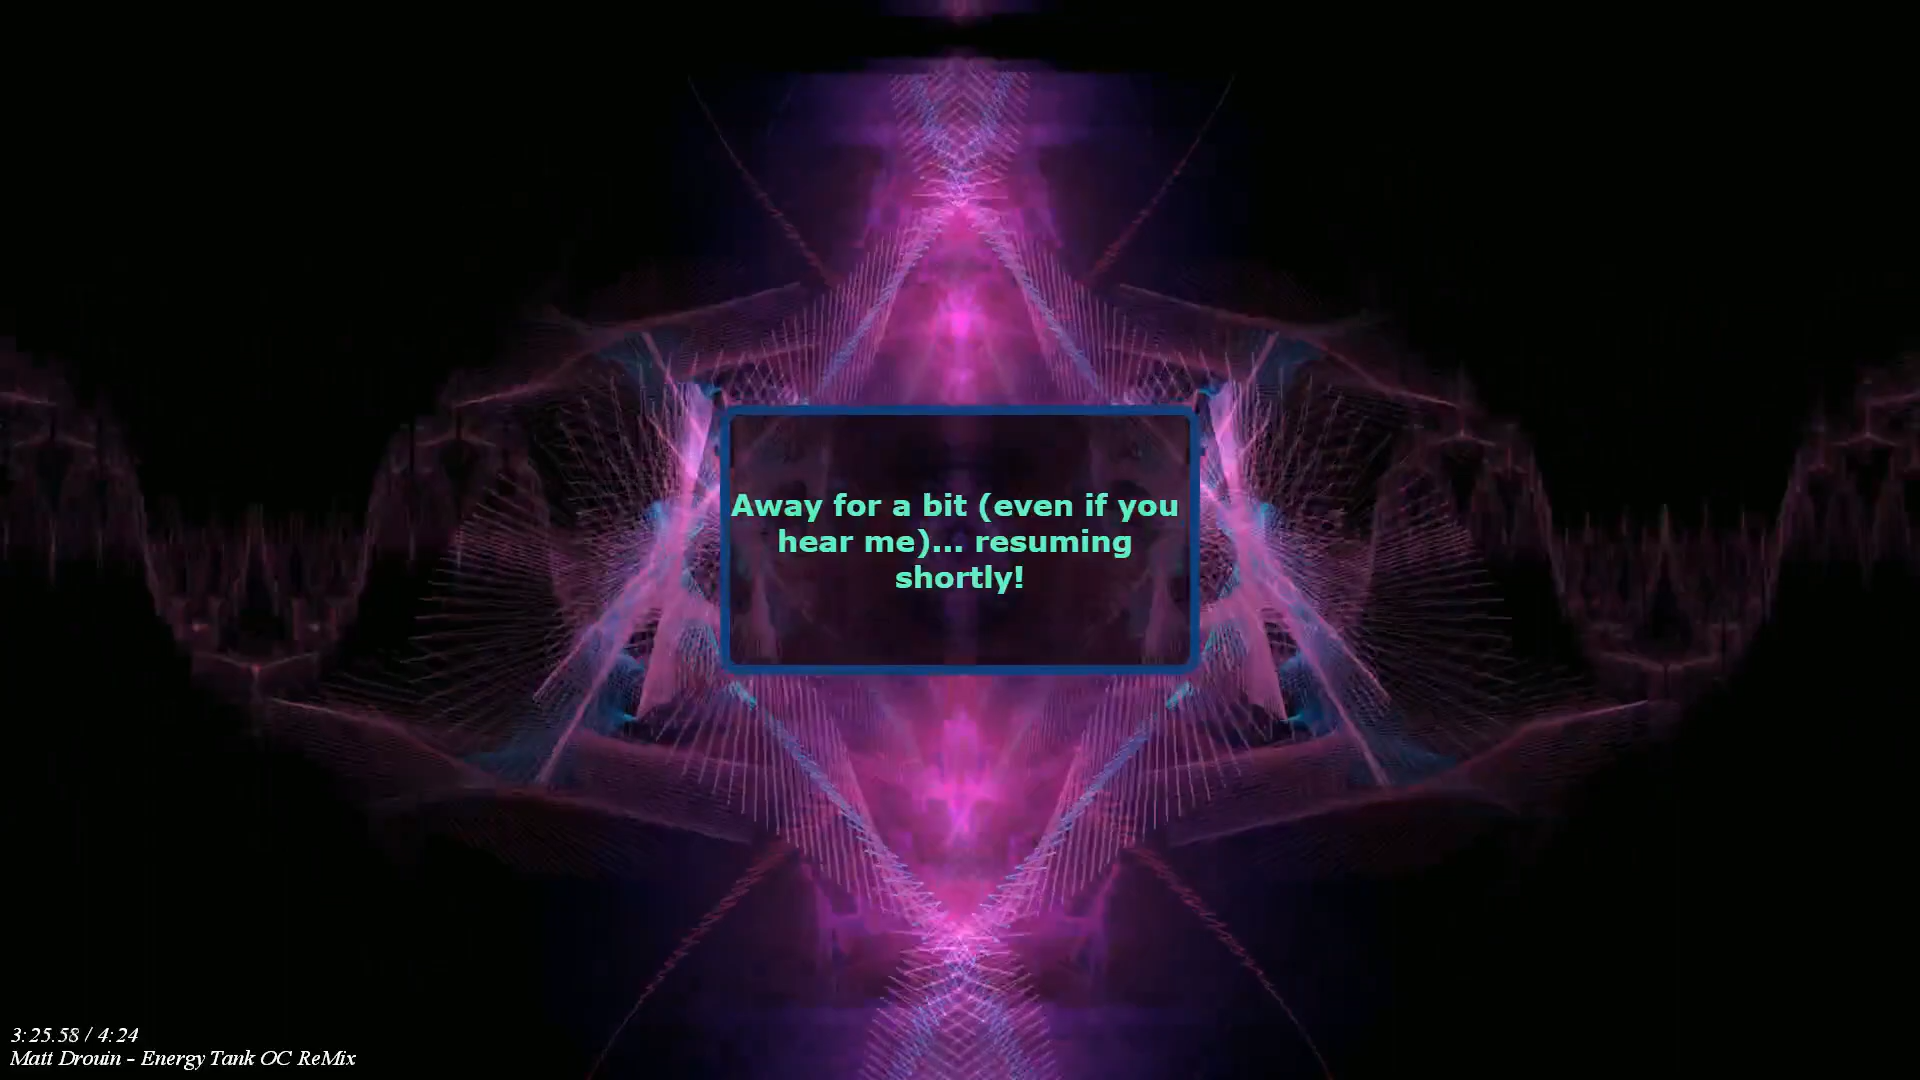 Away for a bit (even if you
hear me)... resuming
shortly!
3:25.58 / 4:24
Matt Drouin - Energy Tank OC ReMix